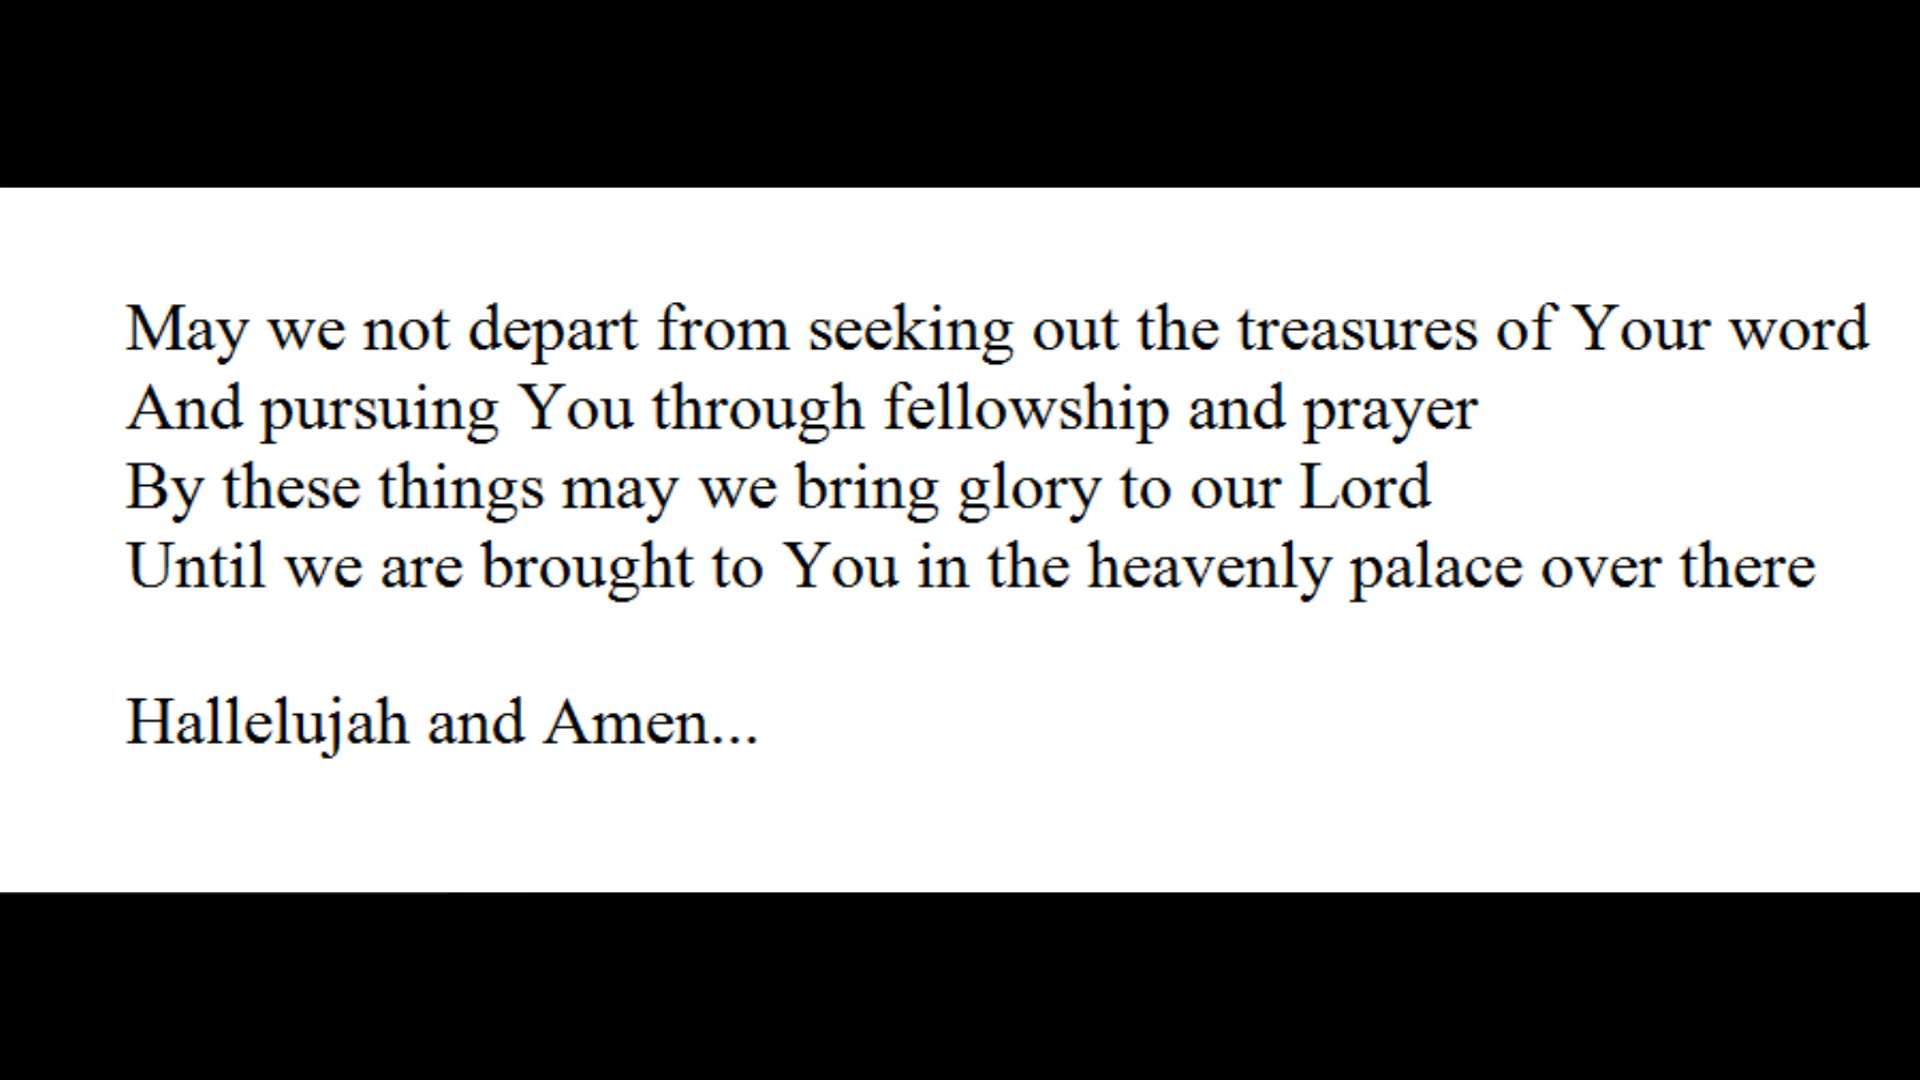 May we not depart from seeking out the treasures of Your word
And pursuing You through fellowship and prayer
By these things may we bring glory to our Lord
Until we are brought to You in the heavenly palace over there
Hallelujah and Amen...